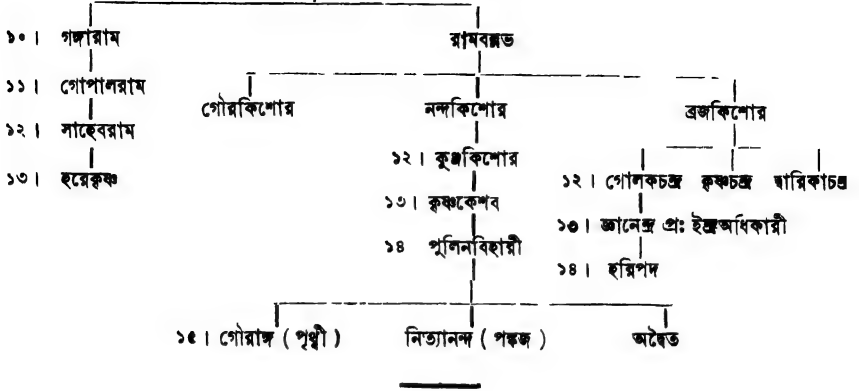 ১০। গঙ্গারাম রামবল্লভ
১১। গোপালরাম গৌরকিশোর নন্দকিশোর ব্রজকিশোর
১২। সাহেবরাম
১২। কুঞ্জকিশোর
১৩। হরেকৃষ্ণ ১২। গোলকচন্দ্র কৃষ্ণচন্দ্র দ্বারিকাচন্দ্র
১৩। কৃষ্ণকেশব
১৩। জ্ঞানেন্দ্র প্রঃ ইন্দ্রঅধিকারী
১৪ পুলিনবিহারী
১৪। হরিপদ
১৫। গৌরাঙ্গ ( পৃথ্বী ) নিত্যানন্দ ( পঙ্কজ ) অদ্বৈত